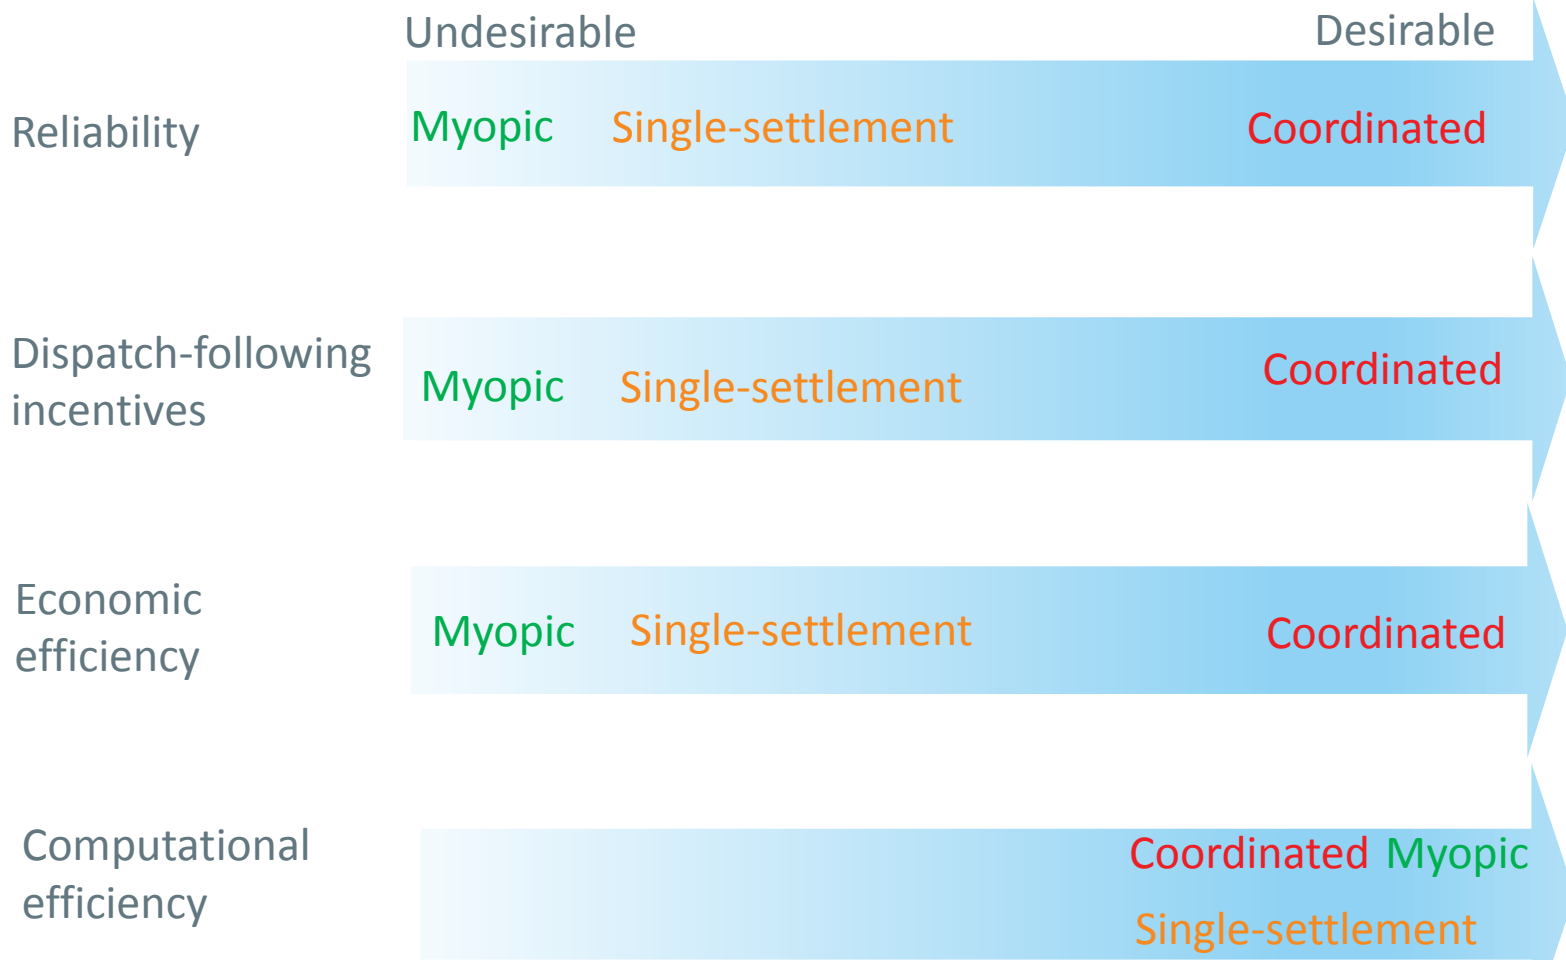 Undesirable Desirable
Reliability Myopic Single-settlement Coordinated
Dispatch-following
incentives
Myopic Single-settlement Coordinated
Economic
efficiency
Myopic Single-settlement Coordinated
Computational
efficiency
Coordinated Myopic
Single-settlement